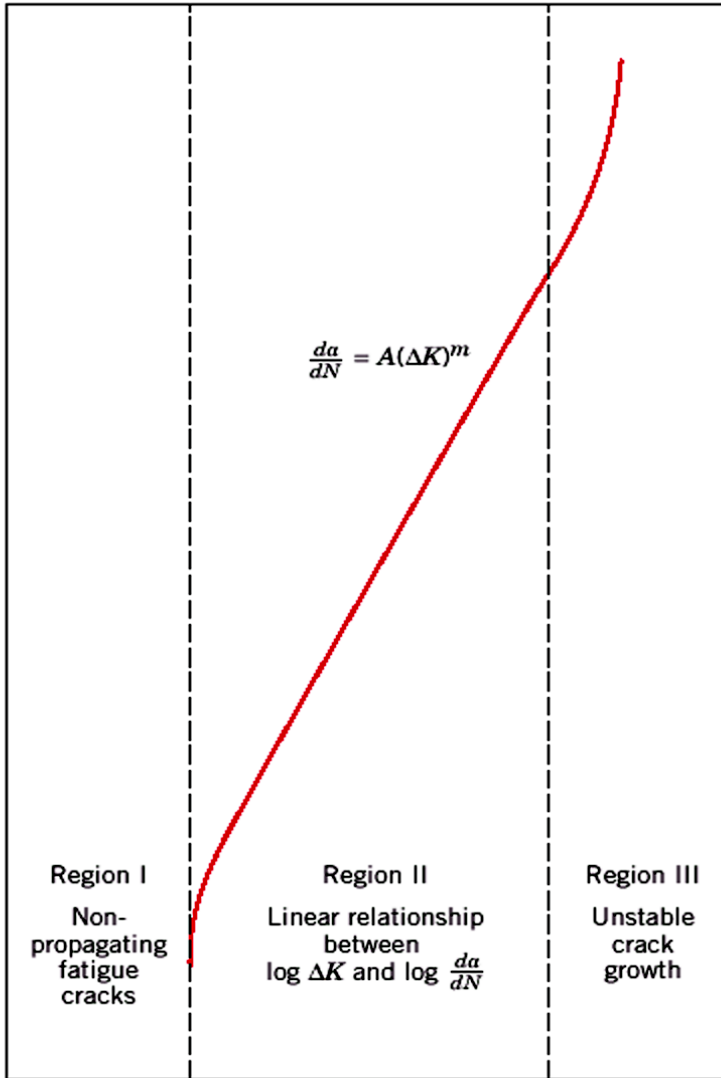 da/dN = A(ΔK)^m
Region I
Non-
propagating
fatigue
cracks
Region II
Linear relationship
between
log ΔK and log da/dN
Region III
Unstable
crack
growth